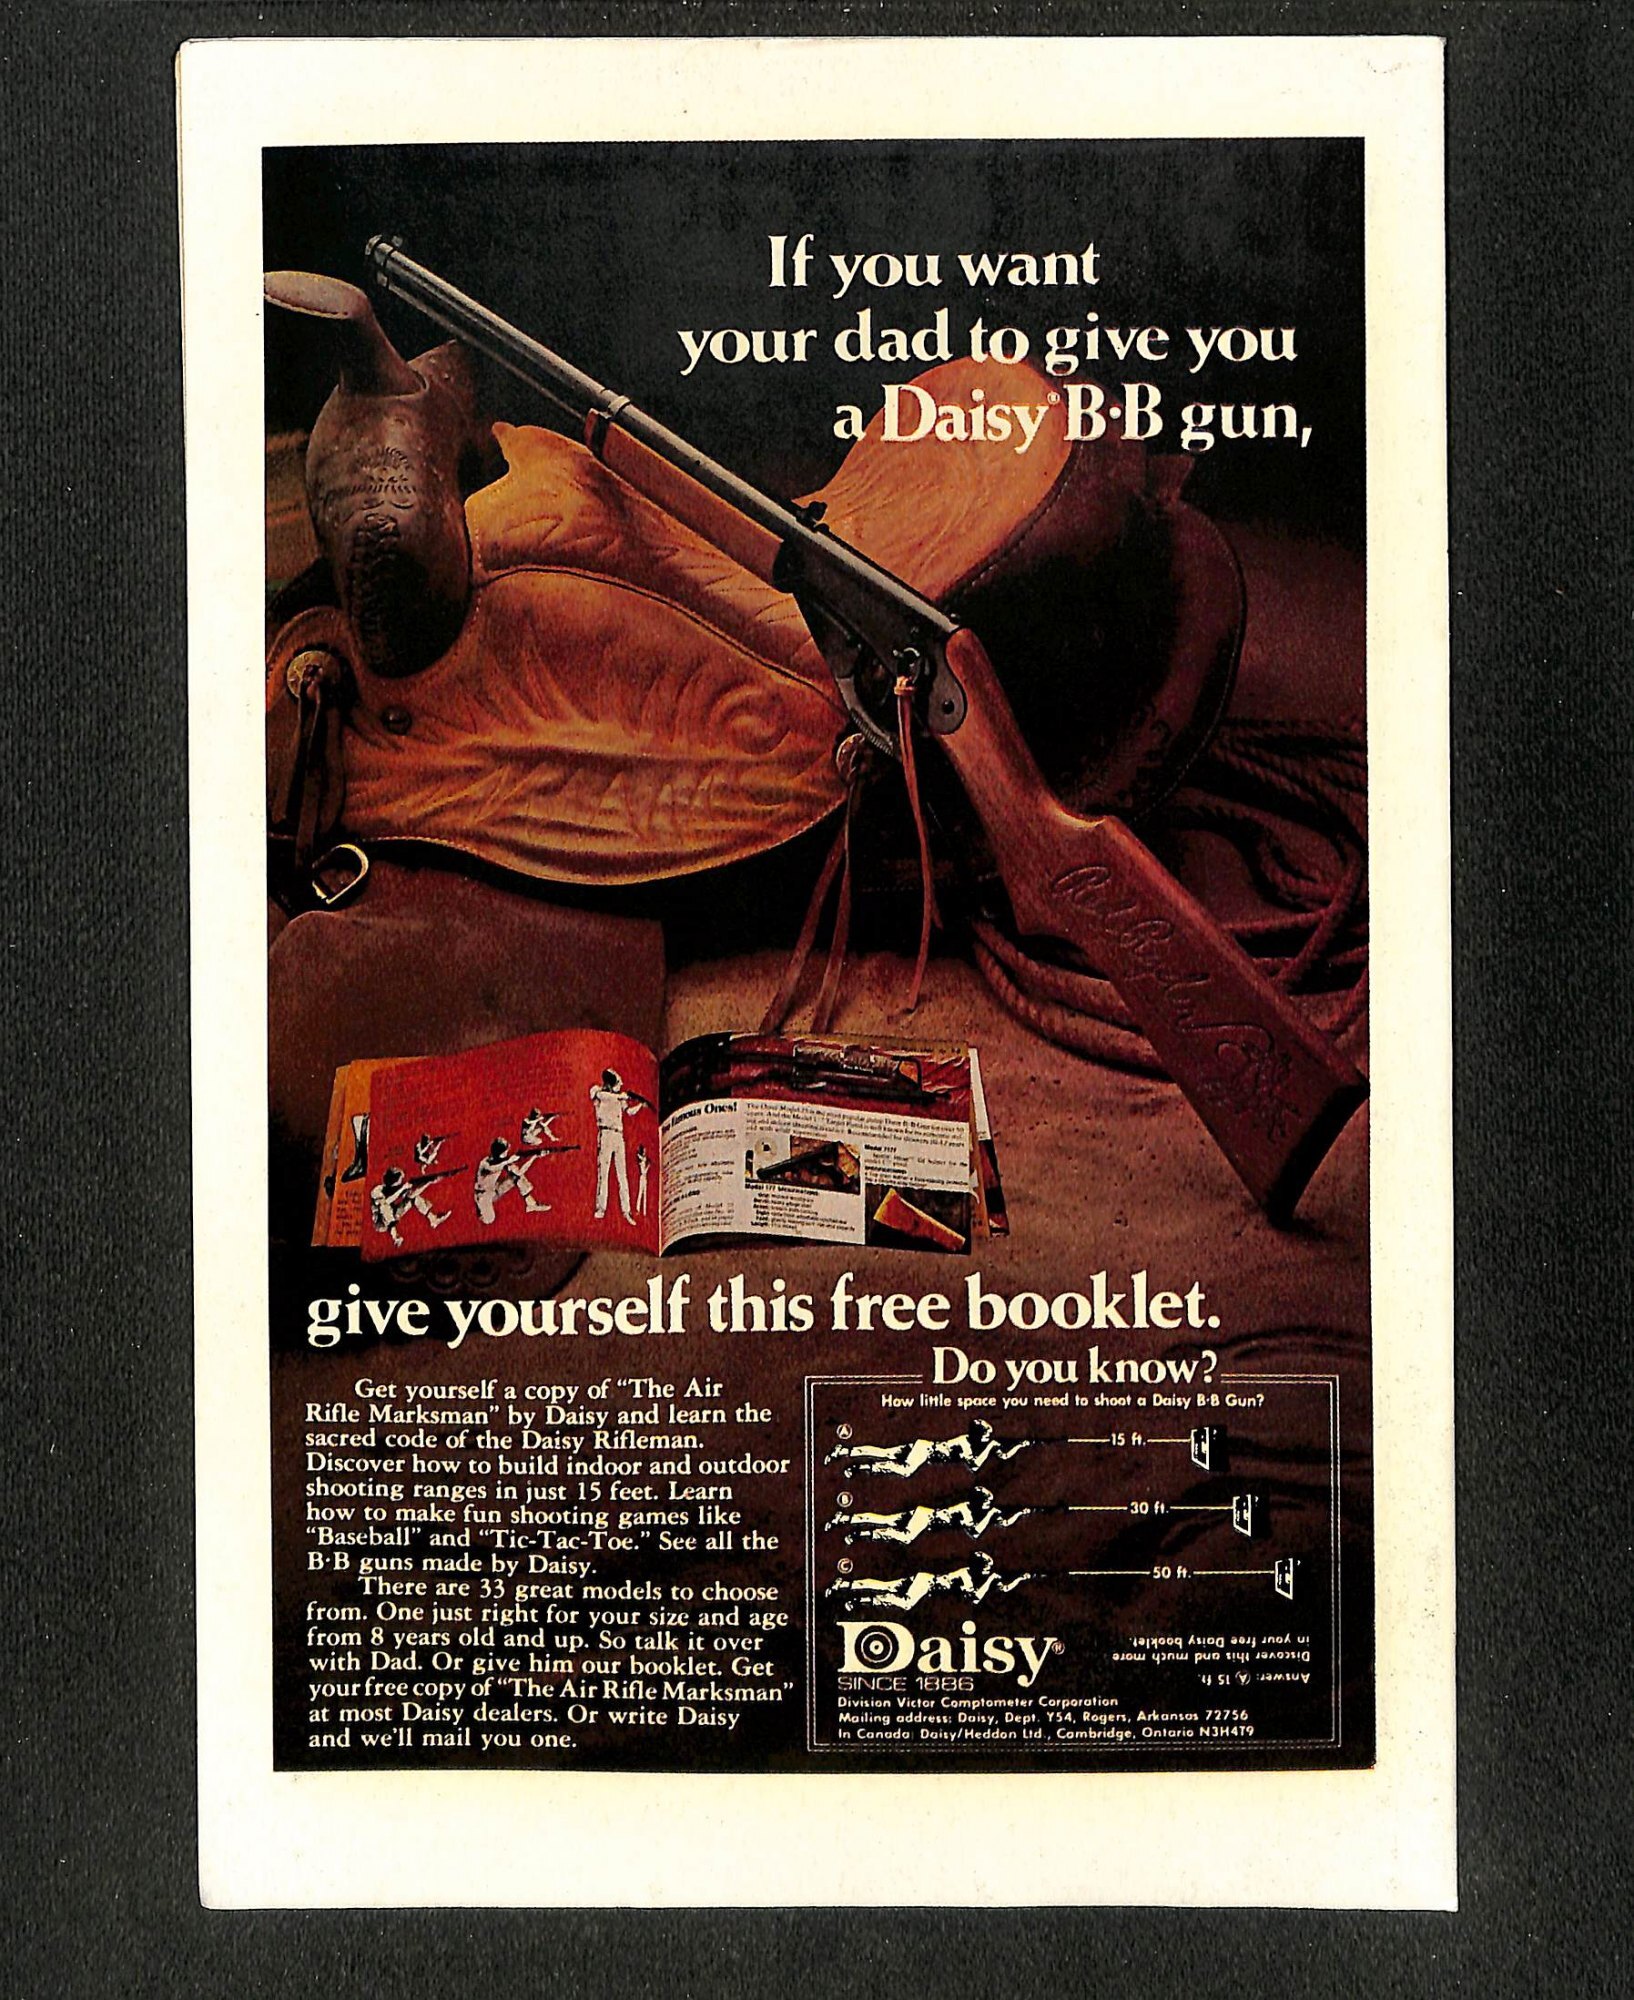 If you want
your dad to give you
a Daisy® B·B gun,
Red Ryder
Famous Ones!
give yourself this free booklet.
Get yourself a copy of “The Air
Rifle Marksman” by Daisy and learn the
sacred code of the Daisy Rifleman.
Discover how to build indoor and outdoor
shooting ranges in just 15 feet. Learn
how to make fun shooting games like
“Baseball” and “Tic-Tac-Toe.” See all the
B·B guns made by Daisy.
There are 33 great models to choose
from. One just right for your size and age
from 8 years old and up. So talk it over
with Dad. Or give him our booklet. Get
your free copy of “The Air Rifle Marksman”
at most Daisy dealers. Or write Daisy
and we'll mail you one.
Do you know?
How little space you need to shoot a Daisy B·B Gun?
A 15 ft.
B 30 ft.
C 50 ft.
Daisy®
SINCE 1886
Answer: A 15 ft.
Discover this and much more
in your free Daisy booklet.
Division Victor Comptometer Corporation
Mailing address: Daisy, Dept. Y54, Rogers, Arkansas 72756
In Canada: Daisy/Heddon Ltd., Cambridge, Ontario N3H4T9